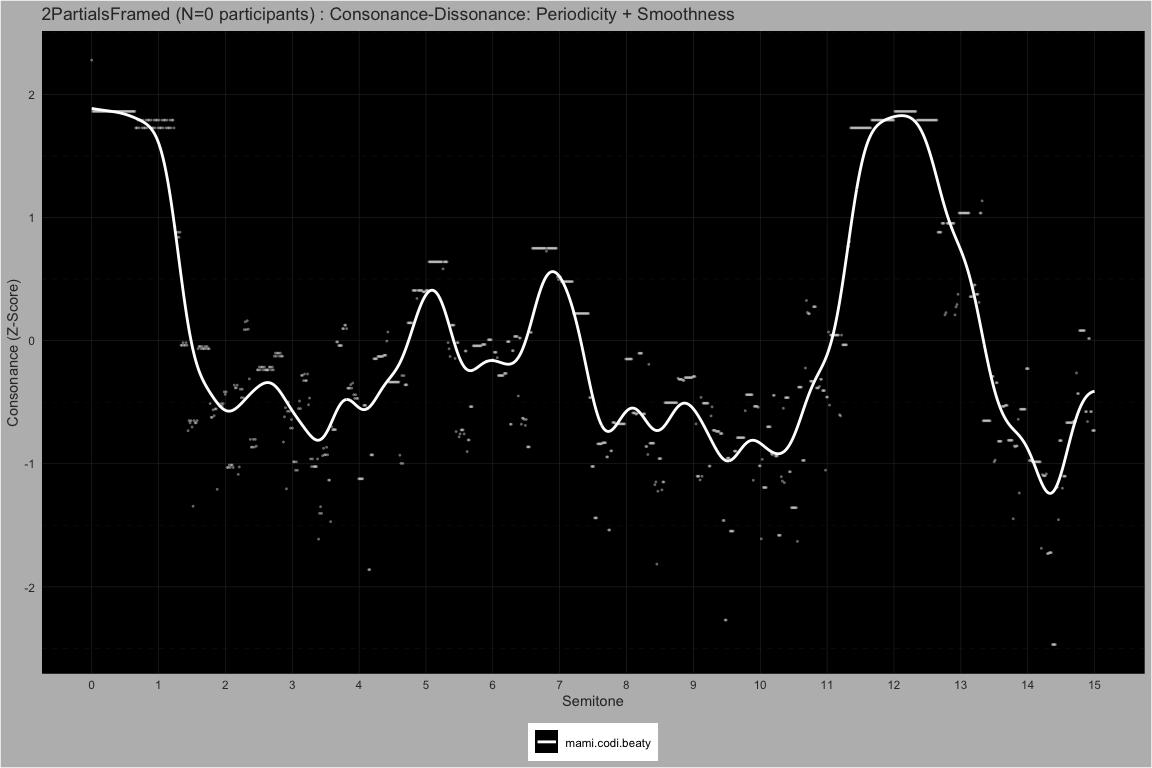 2PartialsFramed (N=0 participants) : Consonance-Dissonance: Periodicity + Smoothness
Consonance (Z-Score)
2
1
0
-1
-2
0 1 2 3 4 5 6 7 8 9 10 11 12 13 14 15
Semitone
mami.codi.beaty